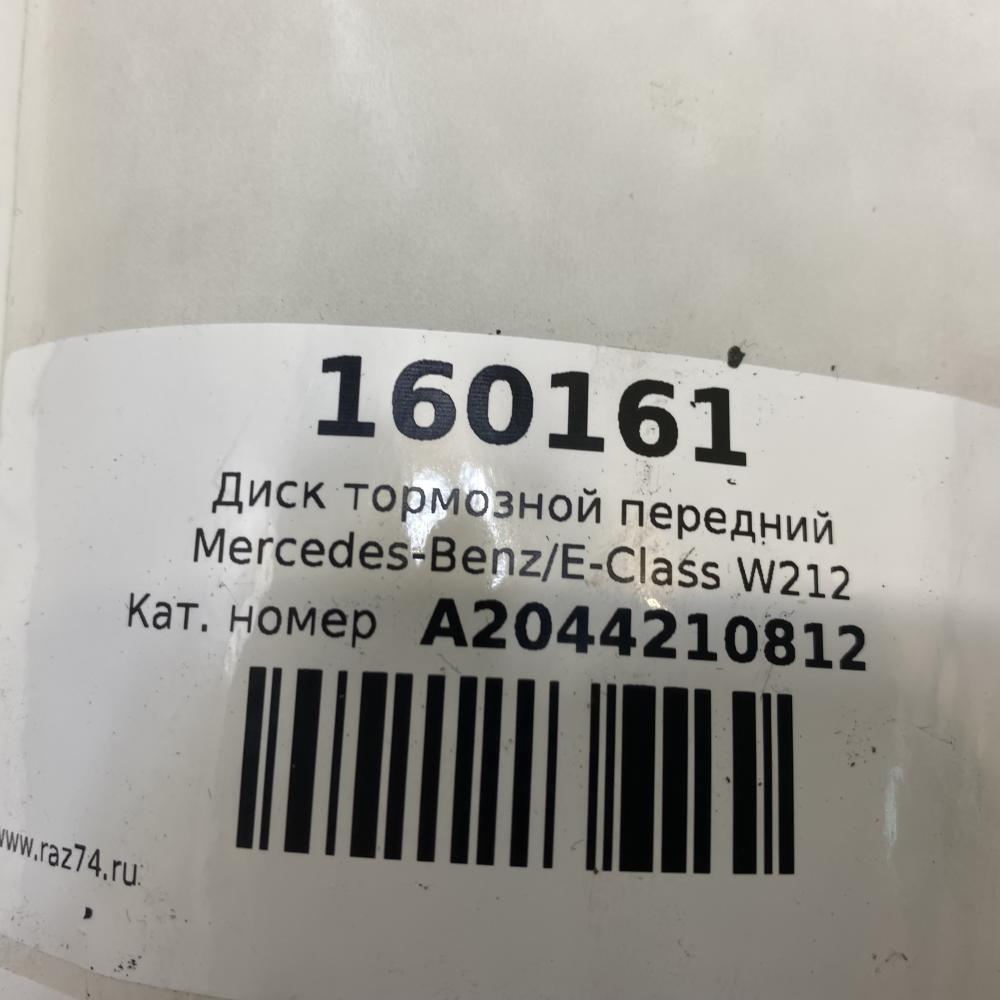 160161
Диск тормозной передний
Mercedes-Benz/E-Class W212
Кат. номер A2044210812
www.raz74.ru